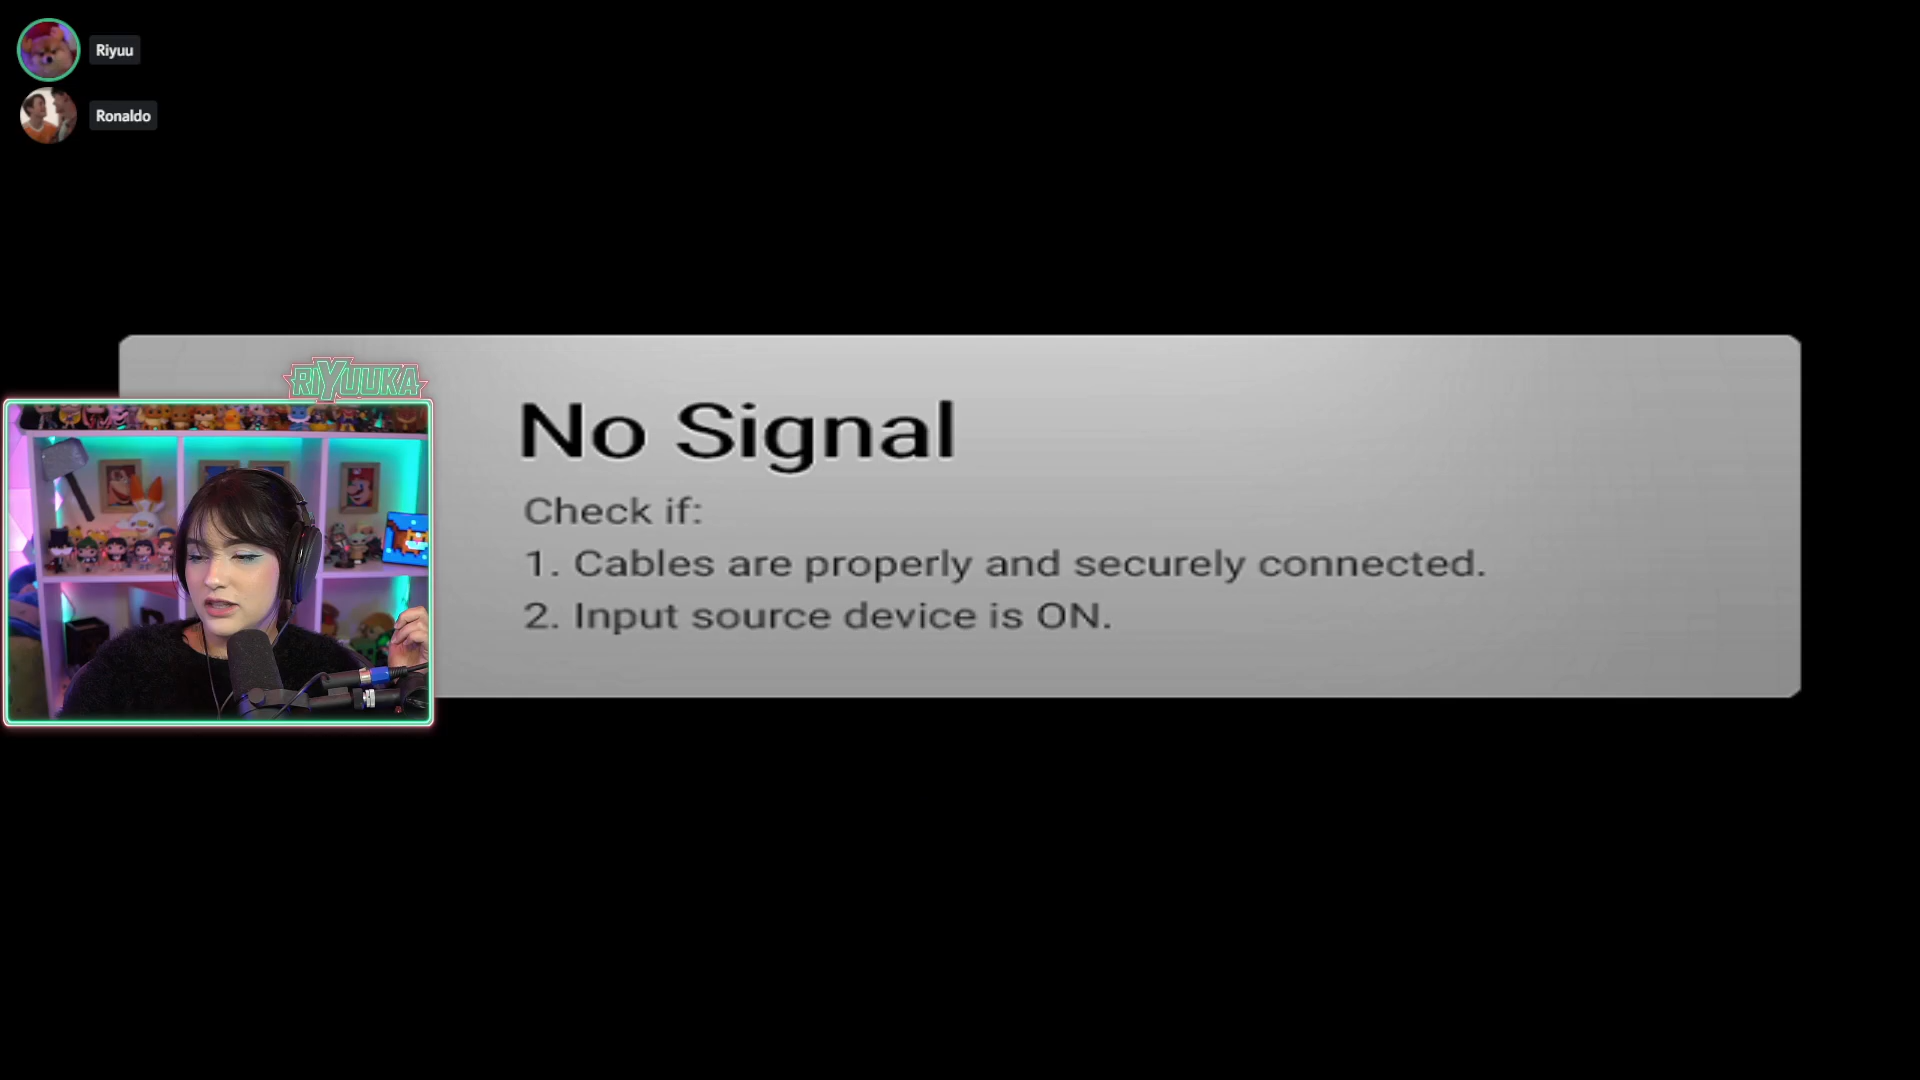 Riyuu
Ronaldo
RIYUUKA
No Signal
Check if:
1. Cables are properly and securely connected.
2. Input source device is ON.